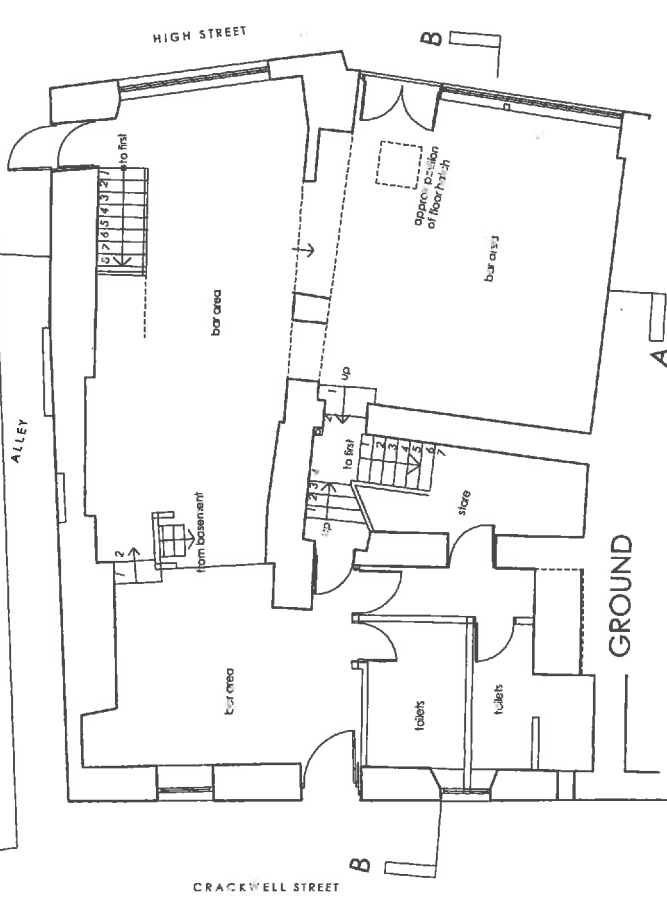 HIGH STREET
B
to first
1 2 3 4 5 6 7 8
approx position
of floor hatch
bar area
bar area
A
ALLEY
up
1
2
to first
1
2
3
4
5
6
7
1 2 3 4
up
store
from basement
1 2
GROUND
bar area
toilets
toilets
B
CRACKWELL STREET